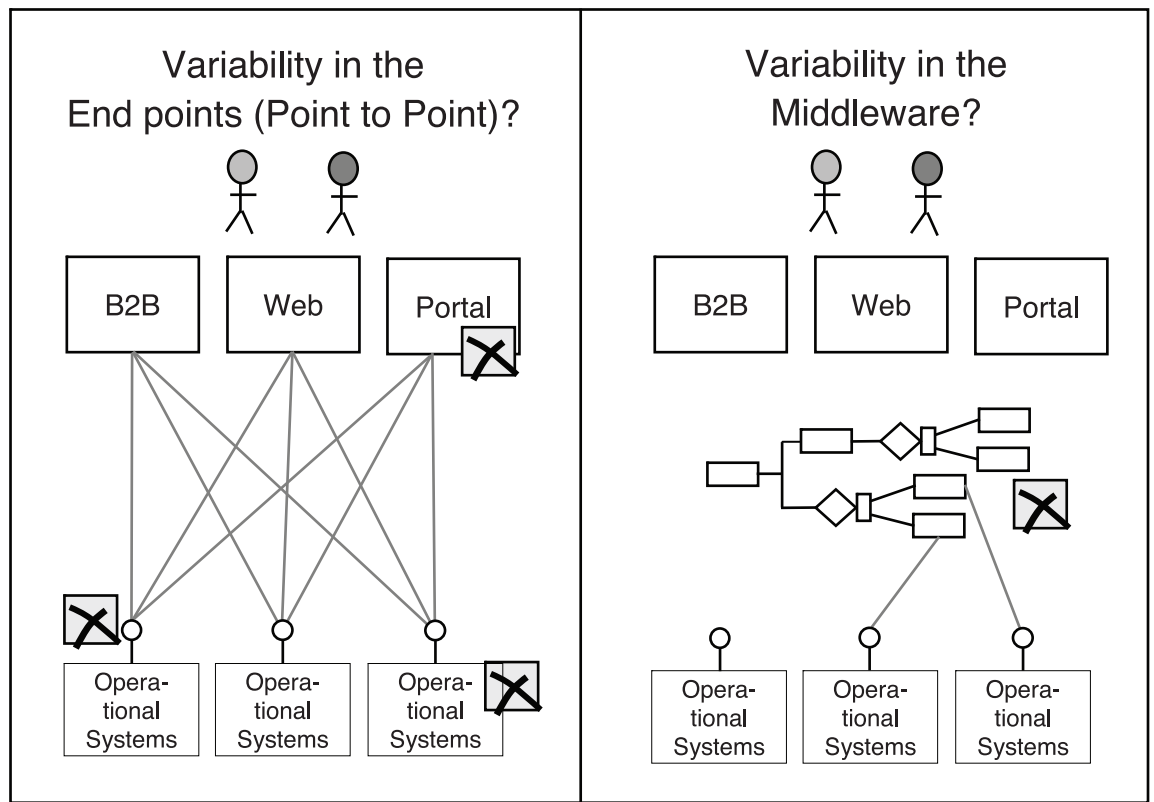 Variability in the
End points (Point to Point)?
B2B
Web
Portal
Opera-
tional
Systems
Opera-
tional
Systems
Opera-
tional
Systems
Variability in the
Middleware?
B2B
Web
Portal
Opera-
tional
Systems
Opera-
tional
Systems
Opera-
tional
Systems